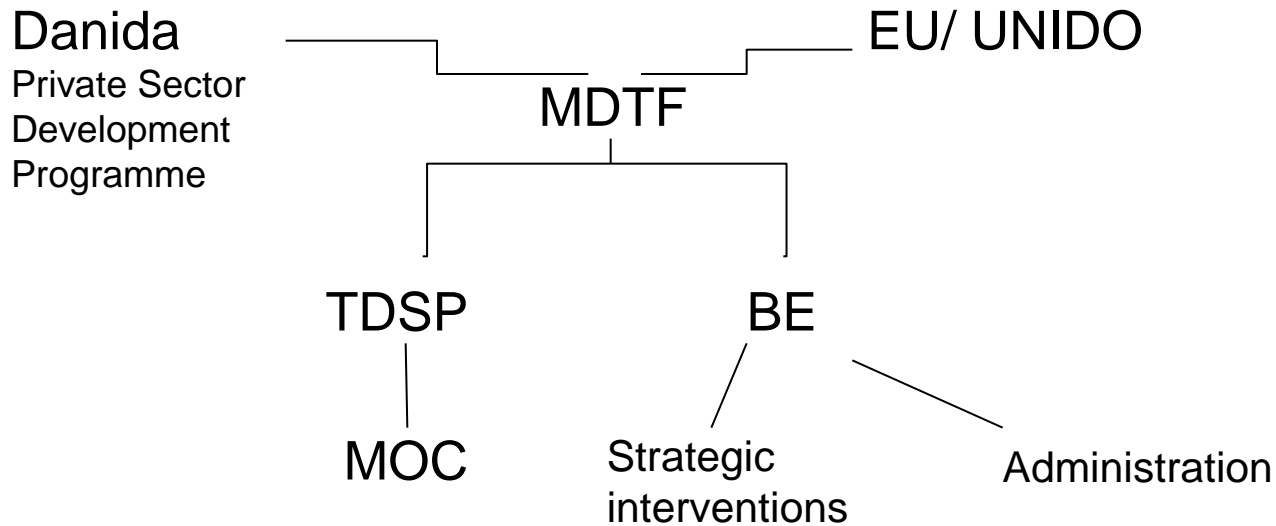 Danida
Private Sector
Development
Programme
EU/ UNIDO
MDTF
TDSP
BE
MOC
Strategic
interventions
Administration